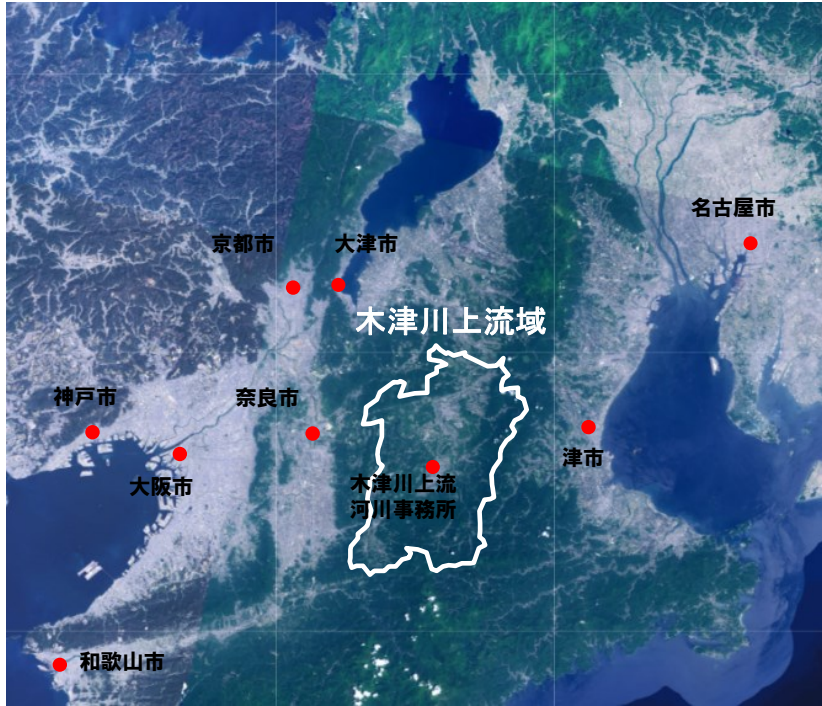 名古屋市
京都市
大津市
木津川上流域
神戸市
奈良市
津市
大阪市
木津川上流
河川事務所
和歌山市